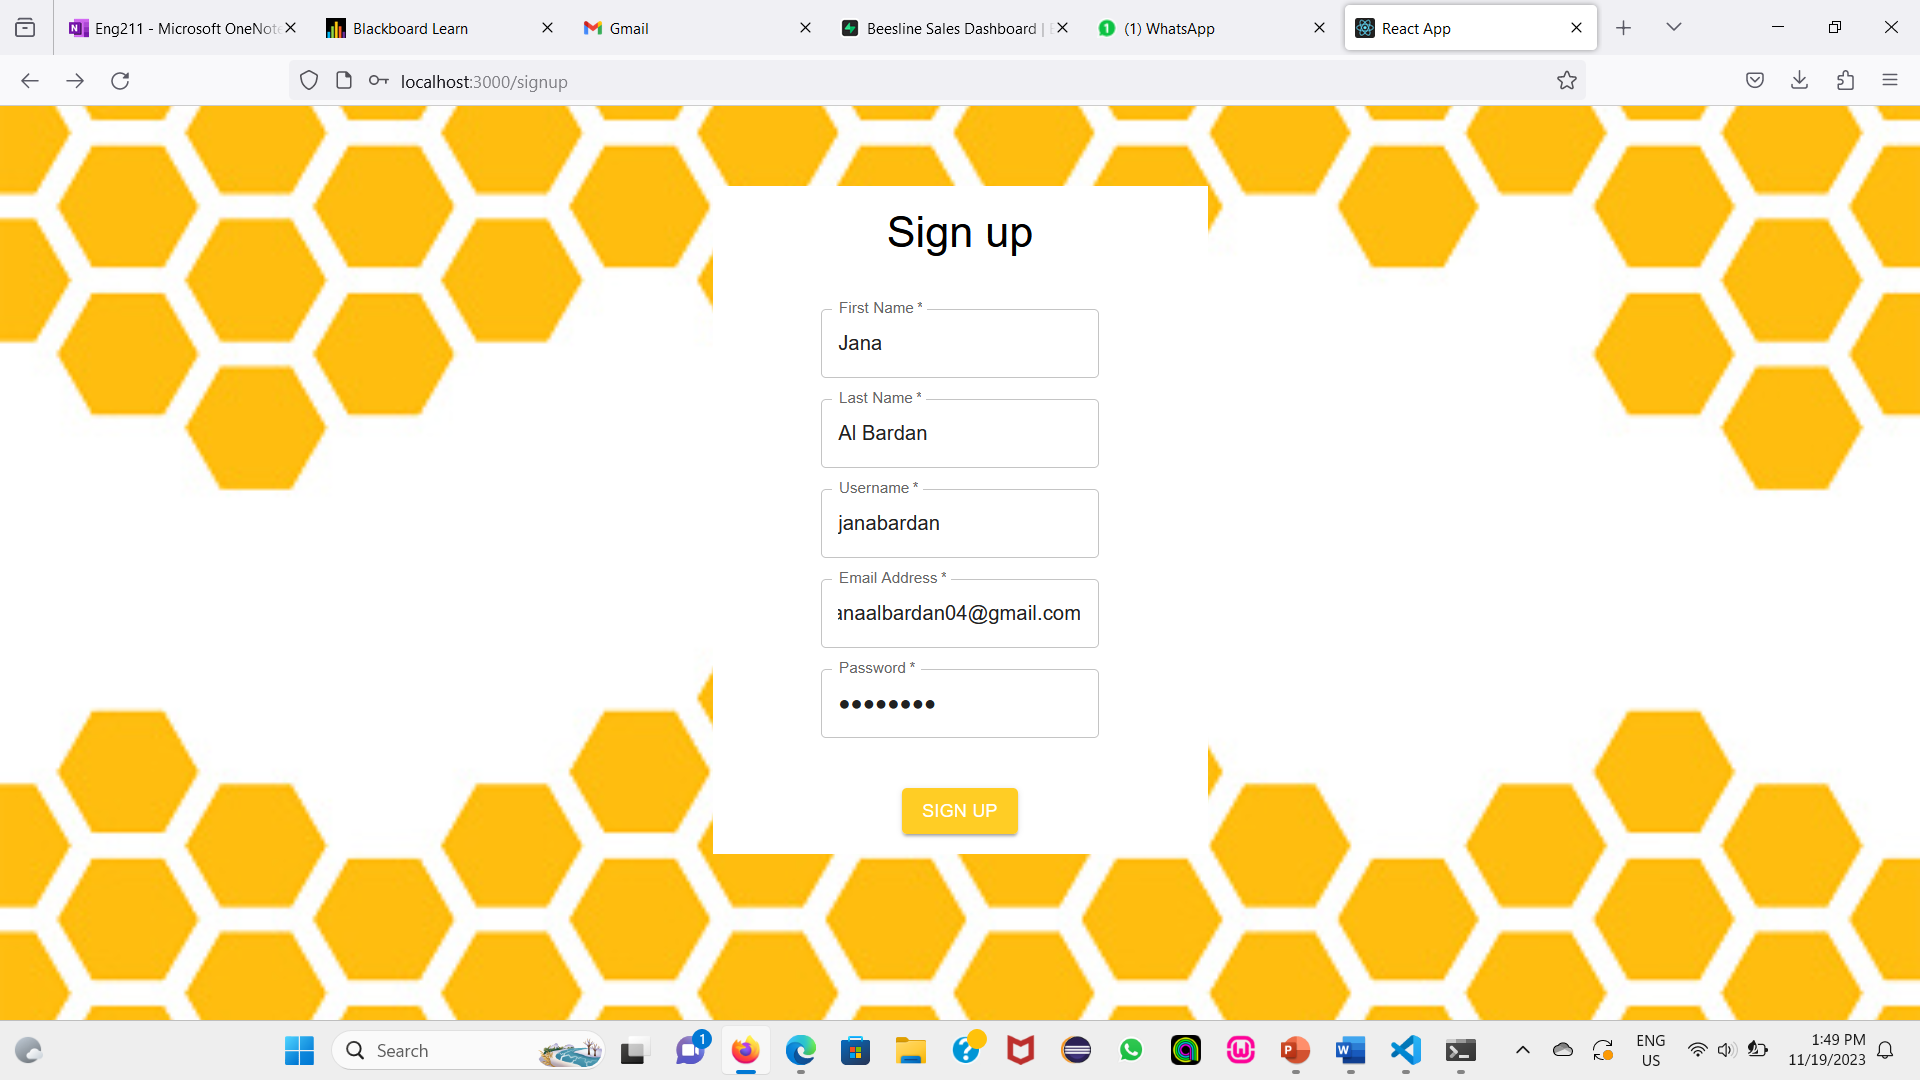 Eng211 - Microsoft OneNote
Blackboard Learn
Gmail
Beesline Sales Dashboard |
(1) WhatsApp
React App
localhost:3000/signup
Sign up
First Name *
Jana
Last Name *
Al Bardan
Username *
janabardan
Email Address *
anaalbardan04@gmail.com
Password *
SIGN UP
Search
1
ENG
US
1:49 PM
11/19/2023